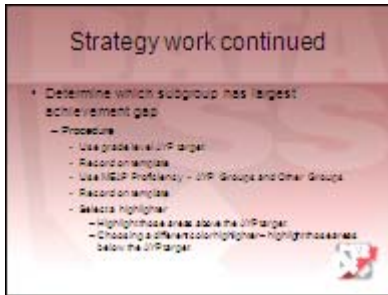 Strategy work continued
• Determine which subgroup has largest
achievement gap
– Procedure
- Use grade level AYP target
- Record on template
- Use MEAP Proficiency – AYP Groups and Other Groups
- Record on template
- Select a highlighter
– Highlight those areas above the AYP target
– Choosing a different color highlighter – highlight those areas
below the AYP target